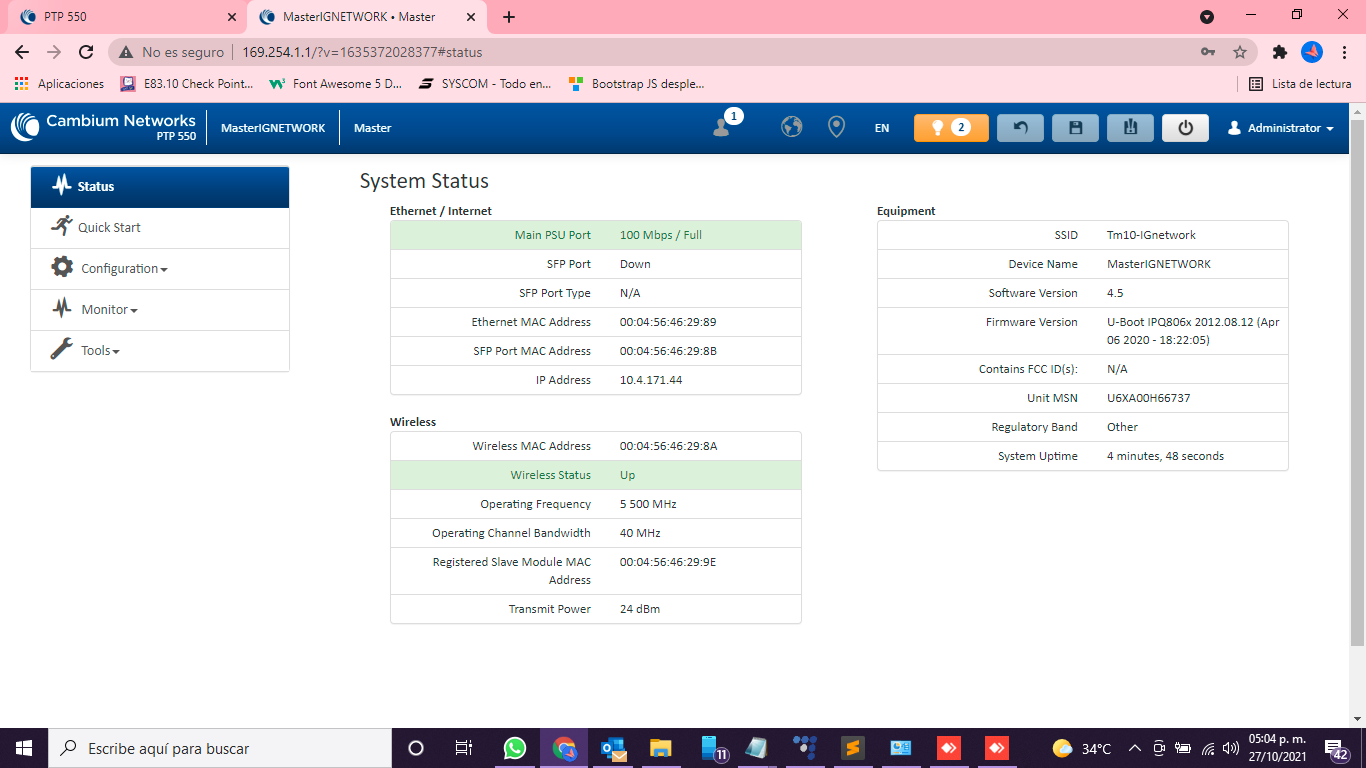 PTP 550
MasterIGNETWORK • Master
No es seguro
169.254.1.1/?v=1635372028377#status
Aplicaciones
E83.10 Check Point...
Font Awesome 5 D...
SYSCOM - Todo en...
Bootstrap JS desple...
Lista de lectura
Cambium Networks
PTP 550
MasterIGNETWORK
Master
1
EN
2
Administrator
Status
Quick Start
Configuration
Monitor
Tools
System Status
Ethernet / Internet
Main PSU Port 100 Mbps / Full
SFP Port Down
SFP Port Type N/A
Ethernet MAC Address 00:04:56:46:29:89
SFP Port MAC Address 00:04:56:46:29:8B
IP Address 10.4.171.44
Wireless
Wireless MAC Address 00:04:56:46:29:8A
Wireless Status Up
Operating Frequency 5 500 MHz
Operating Channel Bandwidth 40 MHz
Registered Slave Module MAC 00:04:56:46:29:9E
Address
Transmit Power 24 dBm
Equipment
SSID Tm10-IGnetwork
Device Name MasterIGNETWORK
Software Version 4.5
Firmware Version U-Boot IPQ806x 2012.08.12 (Apr
06 2020 - 18:22:05)
Contains FCC ID(s): N/A
Unit MSN U6XA00H66737
Regulatory Band Other
System Uptime 4 minutes, 48 seconds
Escribe aquí para buscar
11
34°C
05:04 p. m.
27/10/2021
42